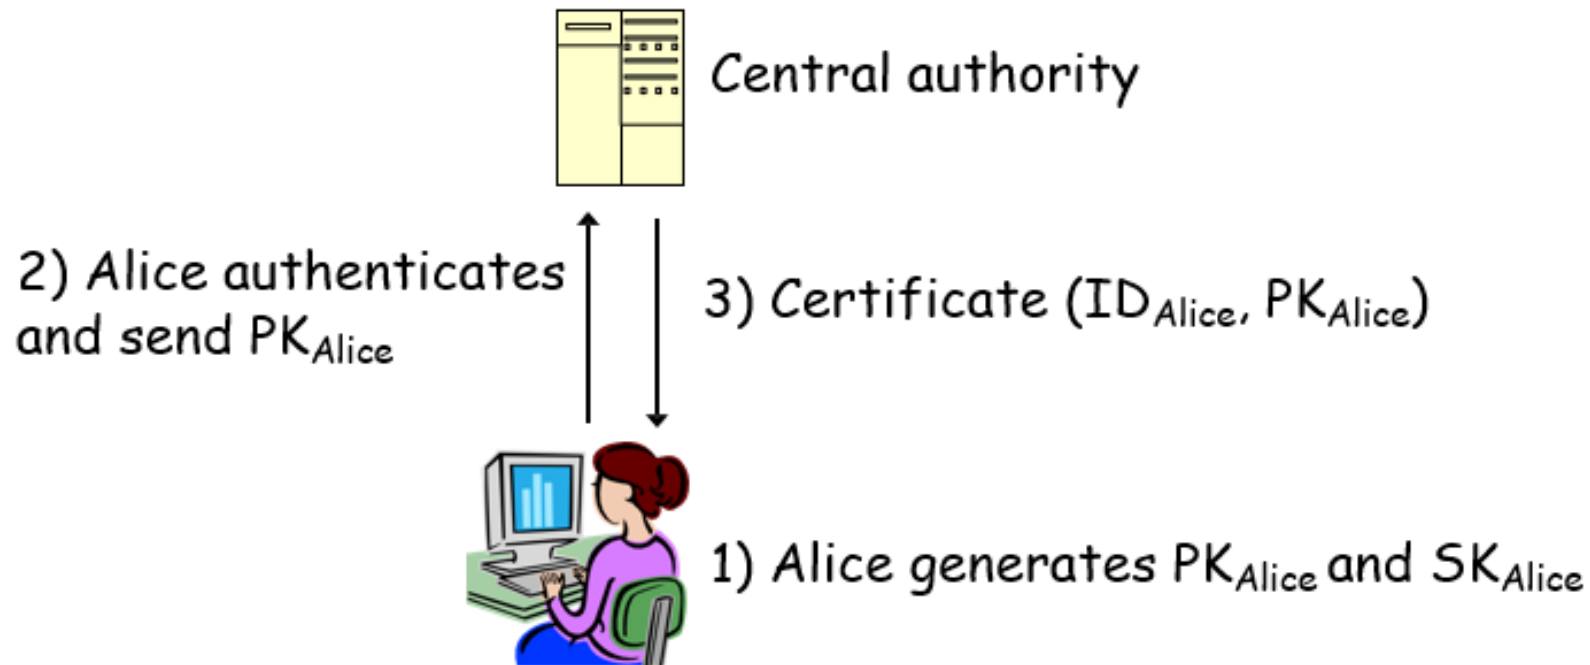 Central authority
2) Alice authenticates
and send PKAlice
3) Certificate (IDAlice, PKAlice)
1) Alice generates PKAlice and SKAlice